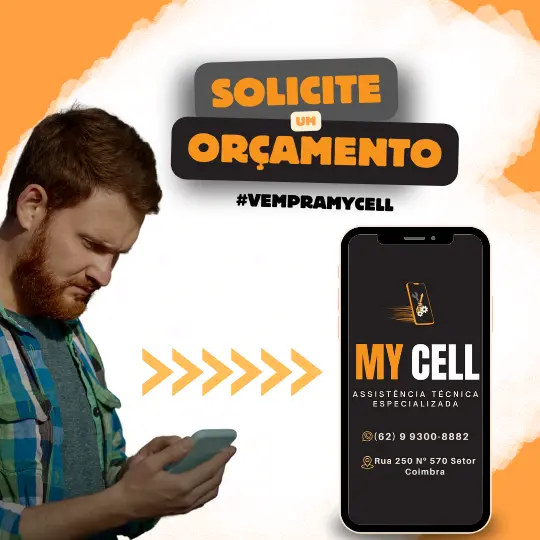 SOLICITE
UM
ORÇAMENTO
#VEMPRAMYCELL
MY CELL
ASSISTÊNCIA TÉCNICA
ESPECIALIZADA
(62) 9 9300-8882
Rua 250 Nº 570 Setor
Coimbra